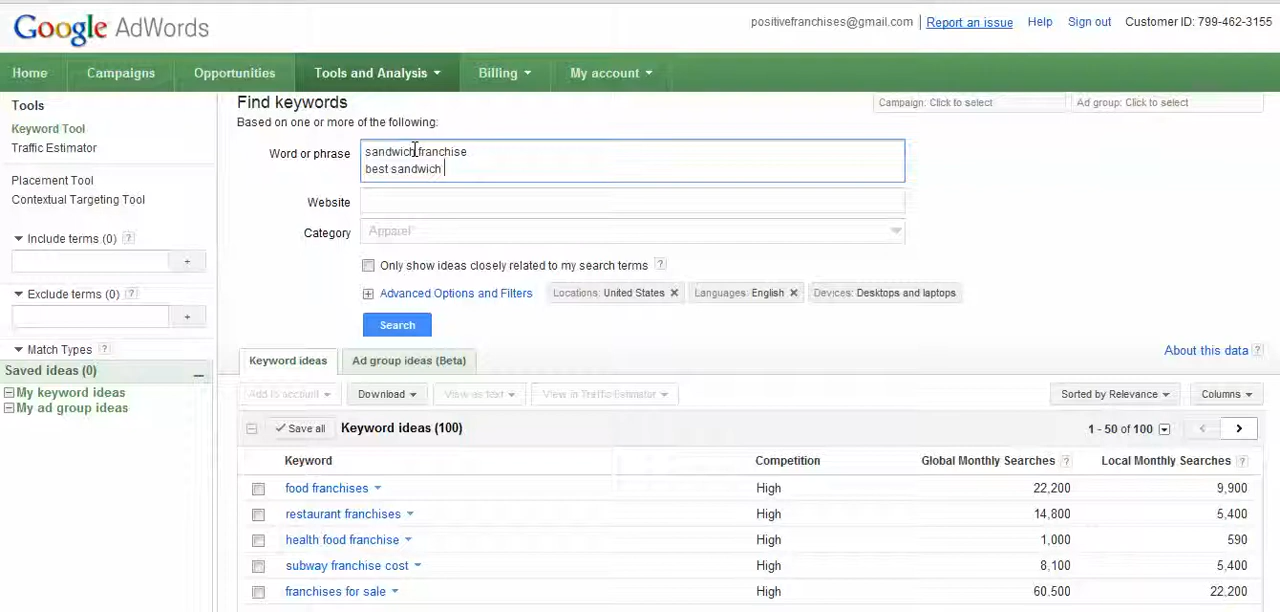 Google AdWords
positivefranchises@gmail.com | Report an issue Help Sign out Customer ID: 799-462-3155
Home Campaigns Opportunities Tools and Analysis Billing My account
Tools
Keyword Tool
Traffic Estimator
Placement Tool
Contextual Targeting Tool
Include terms (0) ?
+
Exclude terms (0) ?
+
Match Types ?
Saved ideas (0)
My keyword ideas
My ad group ideas
Find keywords
Campaign: Click to select Ad group: Click to select
Based on one or more of the following:
Word or phrase sandwich franchise
best sandwich
Website
Category Apparel
Only show ideas closely related to my search terms ?
Advanced Options and Filters Locations: United States Languages: English Devices: Desktops and laptops
Search
About this data ?
Keyword ideas Ad group ideas (Beta)
Add to account Download View as text View in Traffic Estimator Sorted by Relevance Columns
Save all Keyword ideas (100) 1 - 50 of 100
Keyword Competition Global Monthly Searches ? Local Monthly Searches ?
food franchises High 22,200 9,900
restaurant franchises High 14,800 5,400
health food franchise High 1,000 590
subway franchise cost High 8,100 5,400
franchises for sale High 60,500 22,200